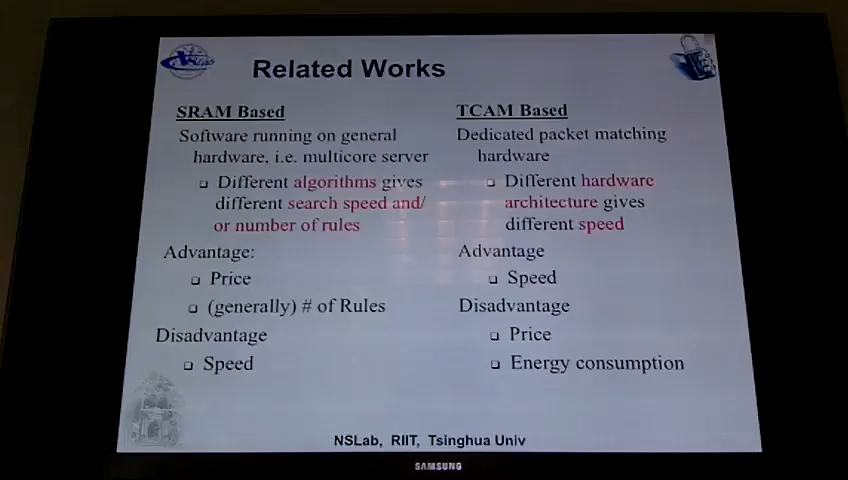 Related Works
SRAM Based
Software running on general
hardware, i.e. multicore server
Different algorithms gives
different search speed and/
or number of rules
Advantage:
Price
(generally) # of Rules
Disadvantage
Speed
TCAM Based
Dedicated packet matching
hardware
Different hardware
architecture gives
different speed
Advantage
Speed
Disadvantage
Price
Energy consumption
NSLab, RIIT, Tsinghua Univ
SAMSUNG